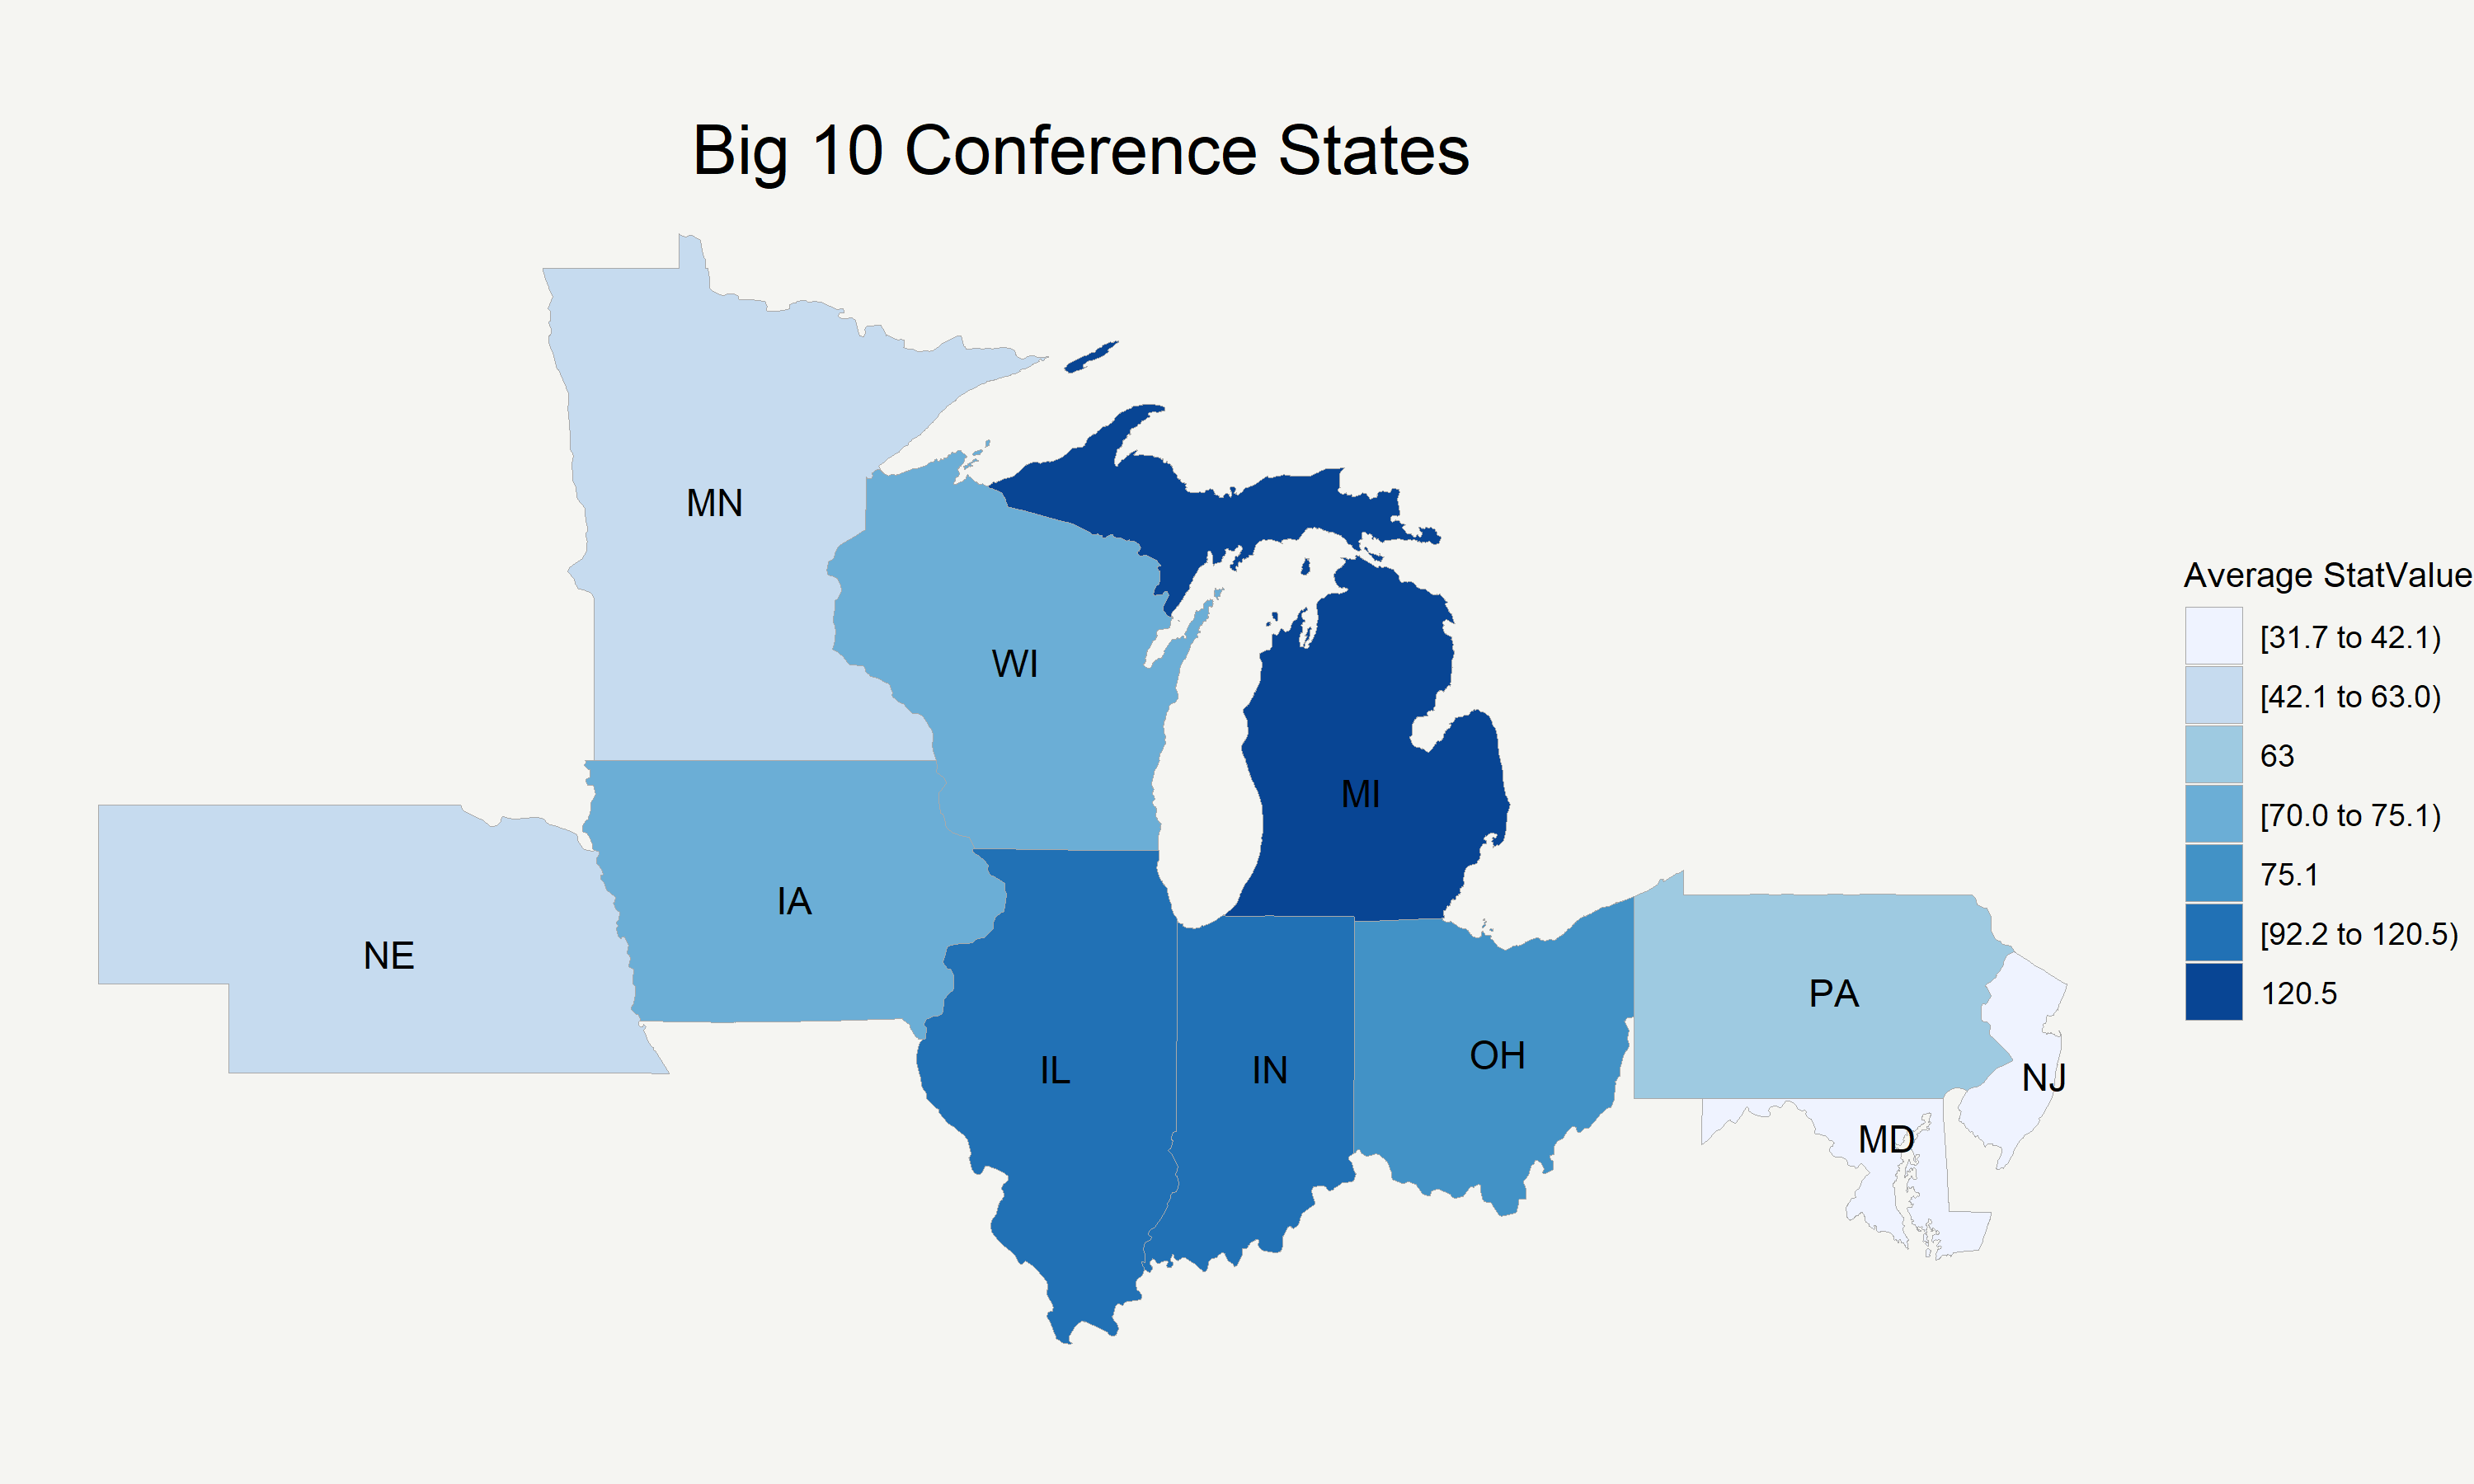 Big 10 Conference States
MN
WI
MI
IA
NE
IL
IN
OH
PA
NJ
MD
Average StatValue
[31.7 to 42.1)
[42.1 to 63.0)
63
[70.0 to 75.1)
75.1
[92.2 to 120.5)
120.5